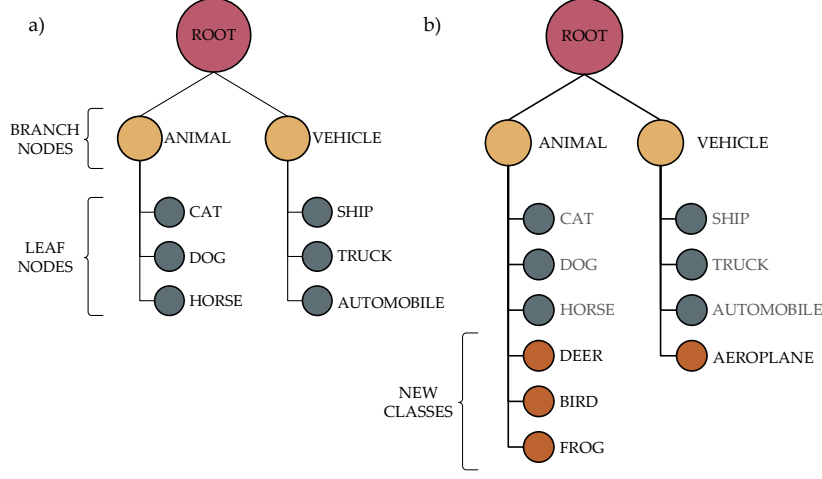 a)
ROOT
BRANCH
NODES
ANIMAL
VEHICLE
LEAF
NODES
CAT
DOG
HORSE
SHIP
TRUCK
AUTOMOBILE
b)
ROOT
ANIMAL
VEHICLE
CAT
DOG
HORSE
NEW
CLASSES
DEER
BIRD
FROG
SHIP
TRUCK
AUTOMOBILE
AEROPLANE